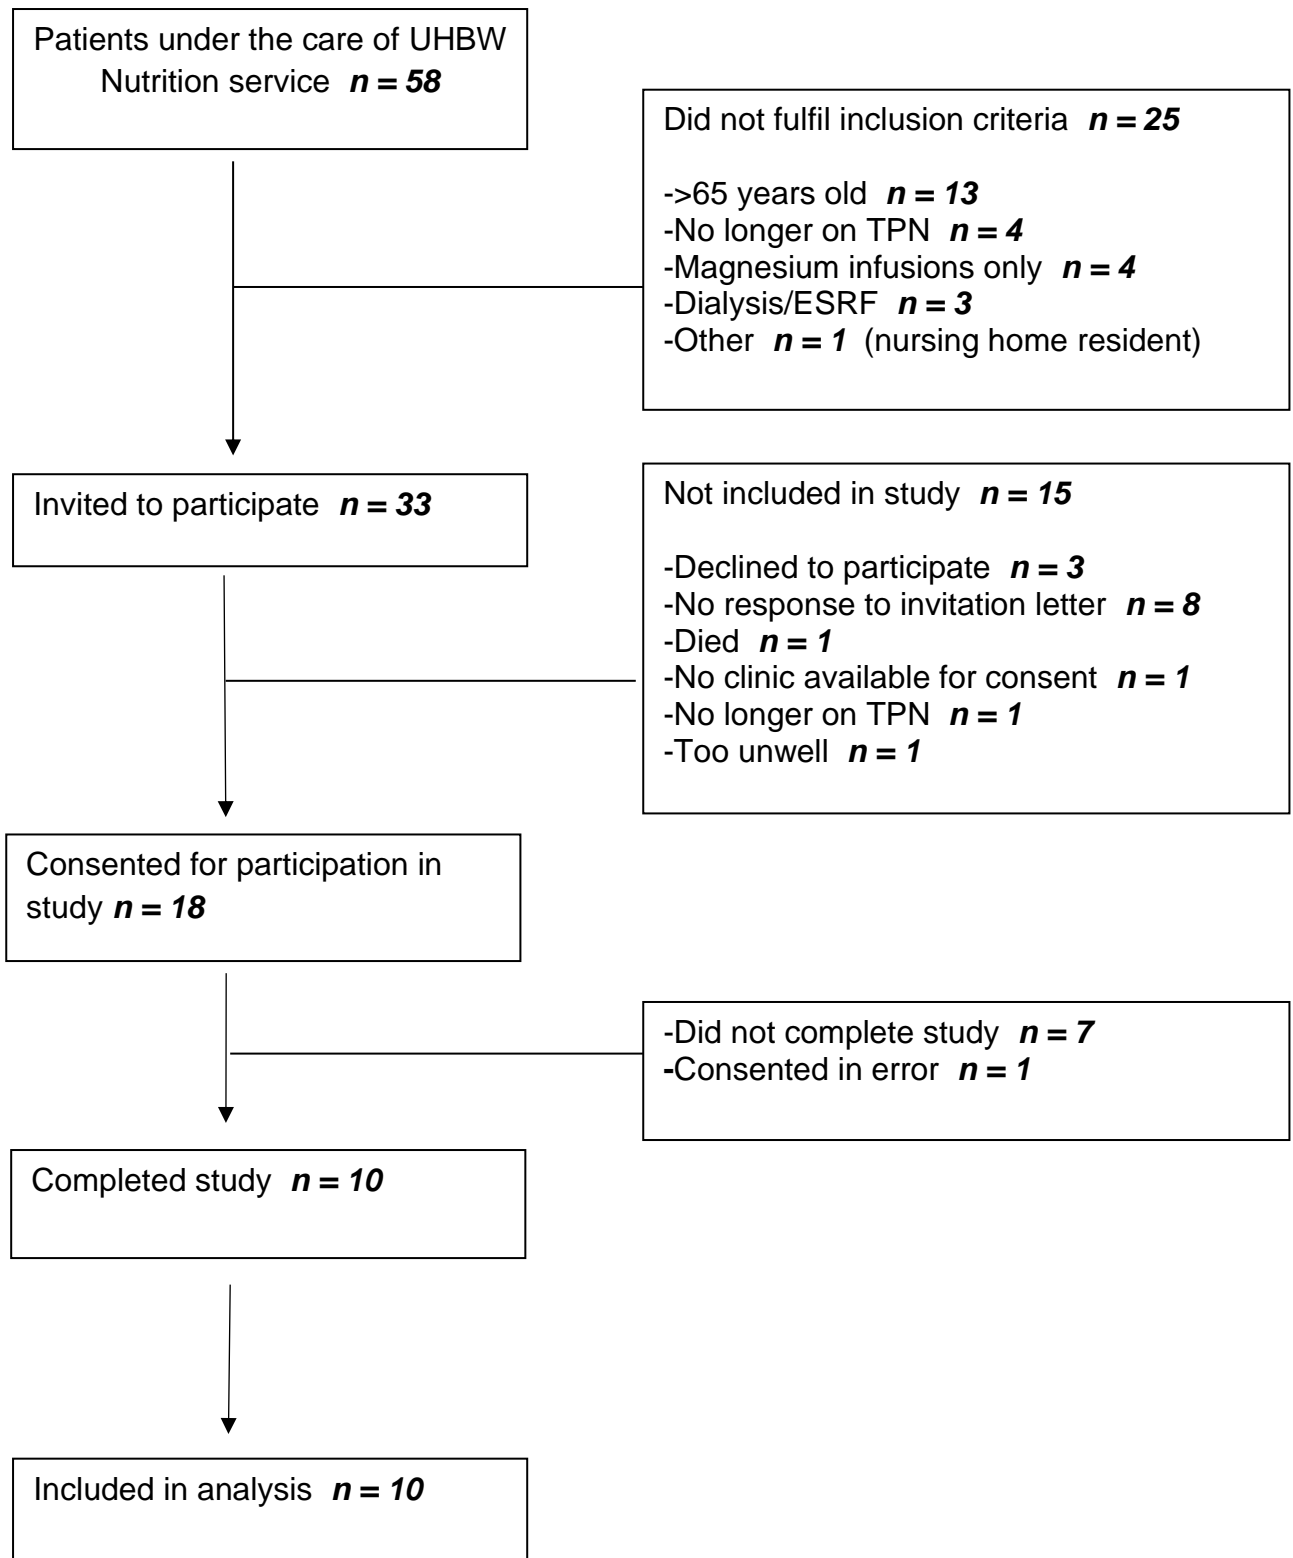 Patients under the care of UHBW
Nutrition service n = 58
Did not fulfil inclusion criteria n = 25
->65 years old n = 13
-No longer on TPN n = 4
-Magnesium infusions only n = 4
-Dialysis/ESRF n = 3
-Other n = 1 (nursing home resident)
Invited to participate n = 33
Not included in study n = 15
-Declined to participate n = 3
-No response to invitation letter n = 8
-Died n = 1
-No clinic available for consent n = 1
-No longer on TPN n = 1
-Too unwell n = 1
Consented for participation in
study n = 18
-Did not complete study n = 7
-Consented in error n = 1
Completed study n = 10
Included in analysis n = 10